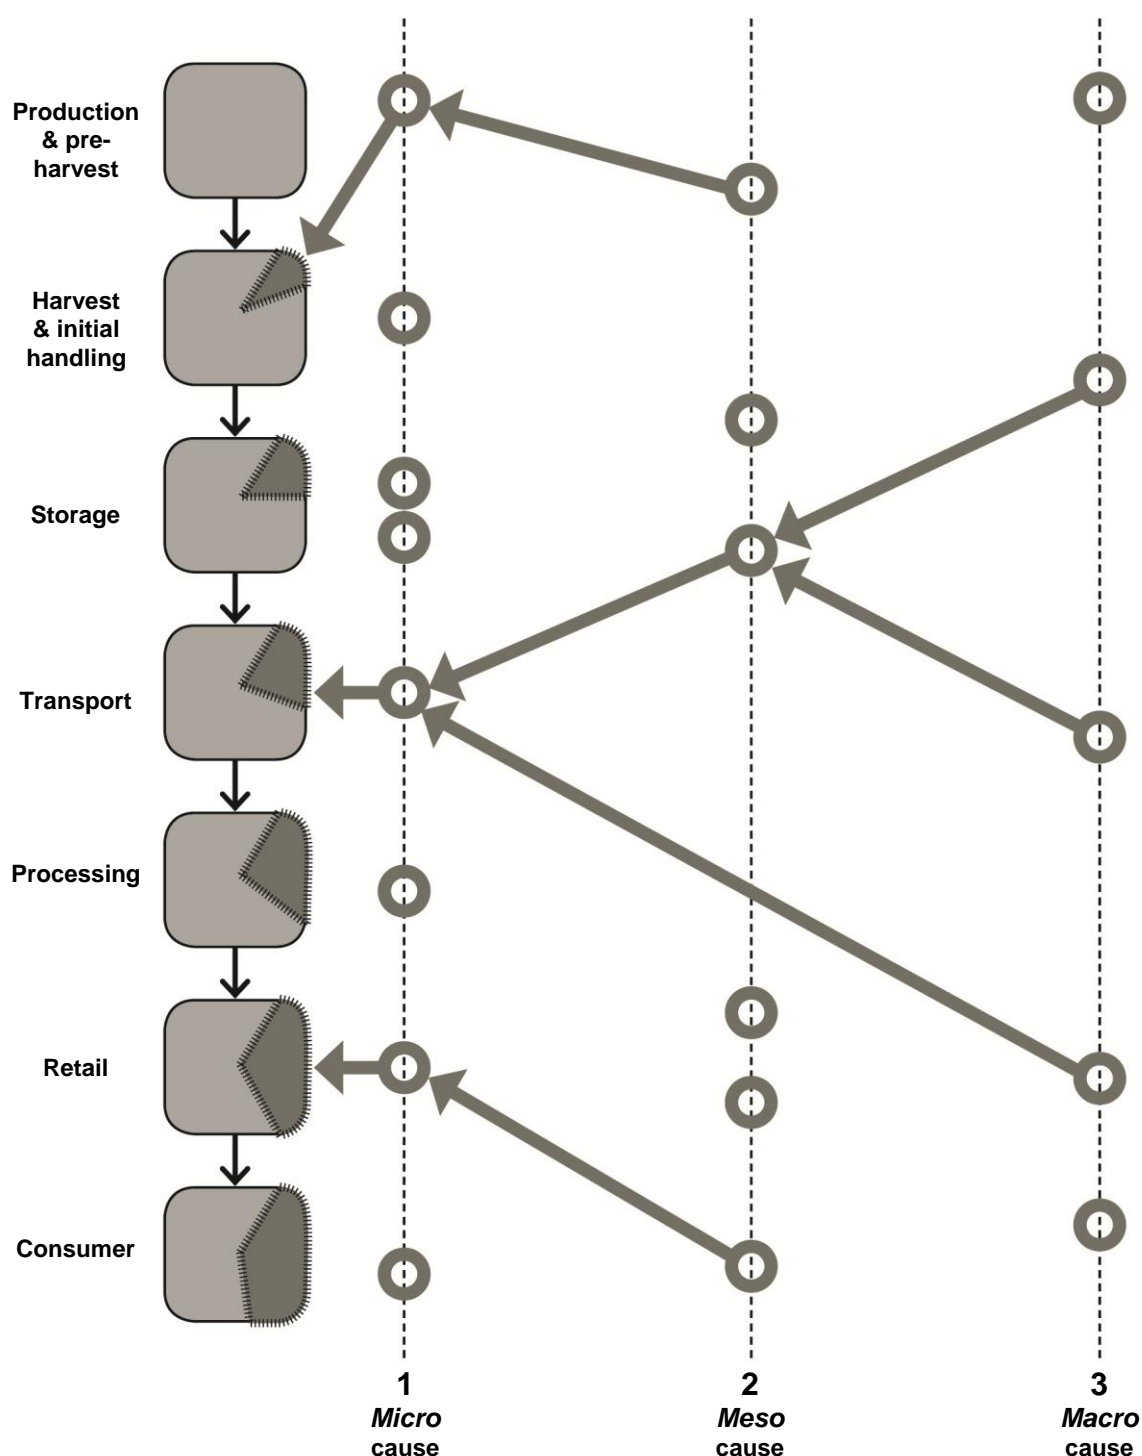 Production
& pre-
harvest
Harvest
& initial
handling
Storage
Transport
Processing
Retail
Consumer
1
Micro
cause
2
Meso
cause
3
Macro
cause